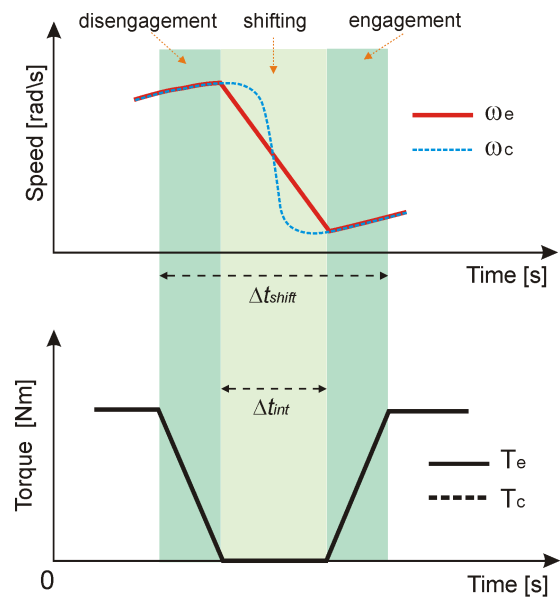 disengagement shifting engagement
Speed [rad\s]
ωe
ωc
Time [s]
Δtshift
Torque [Nm]
Δtint
Te
Tc
0
Time [s]